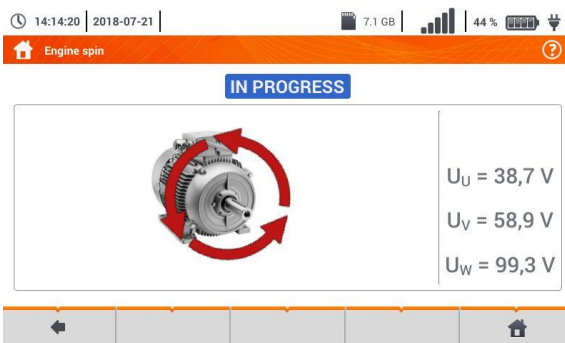 14:14:20 2018-07-21 7.1 GB 44 %
Engine spin ?
IN PROGRESS
UU = 38,7 V
UV = 58,9 V
UW = 99,3 V